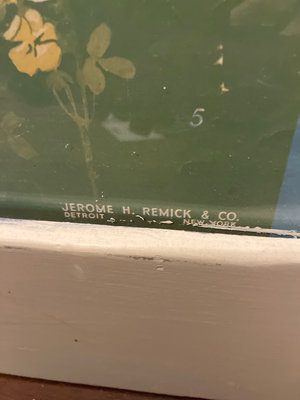 5
JEROME H. REMICK & CO.
DETROIT NEW YORK